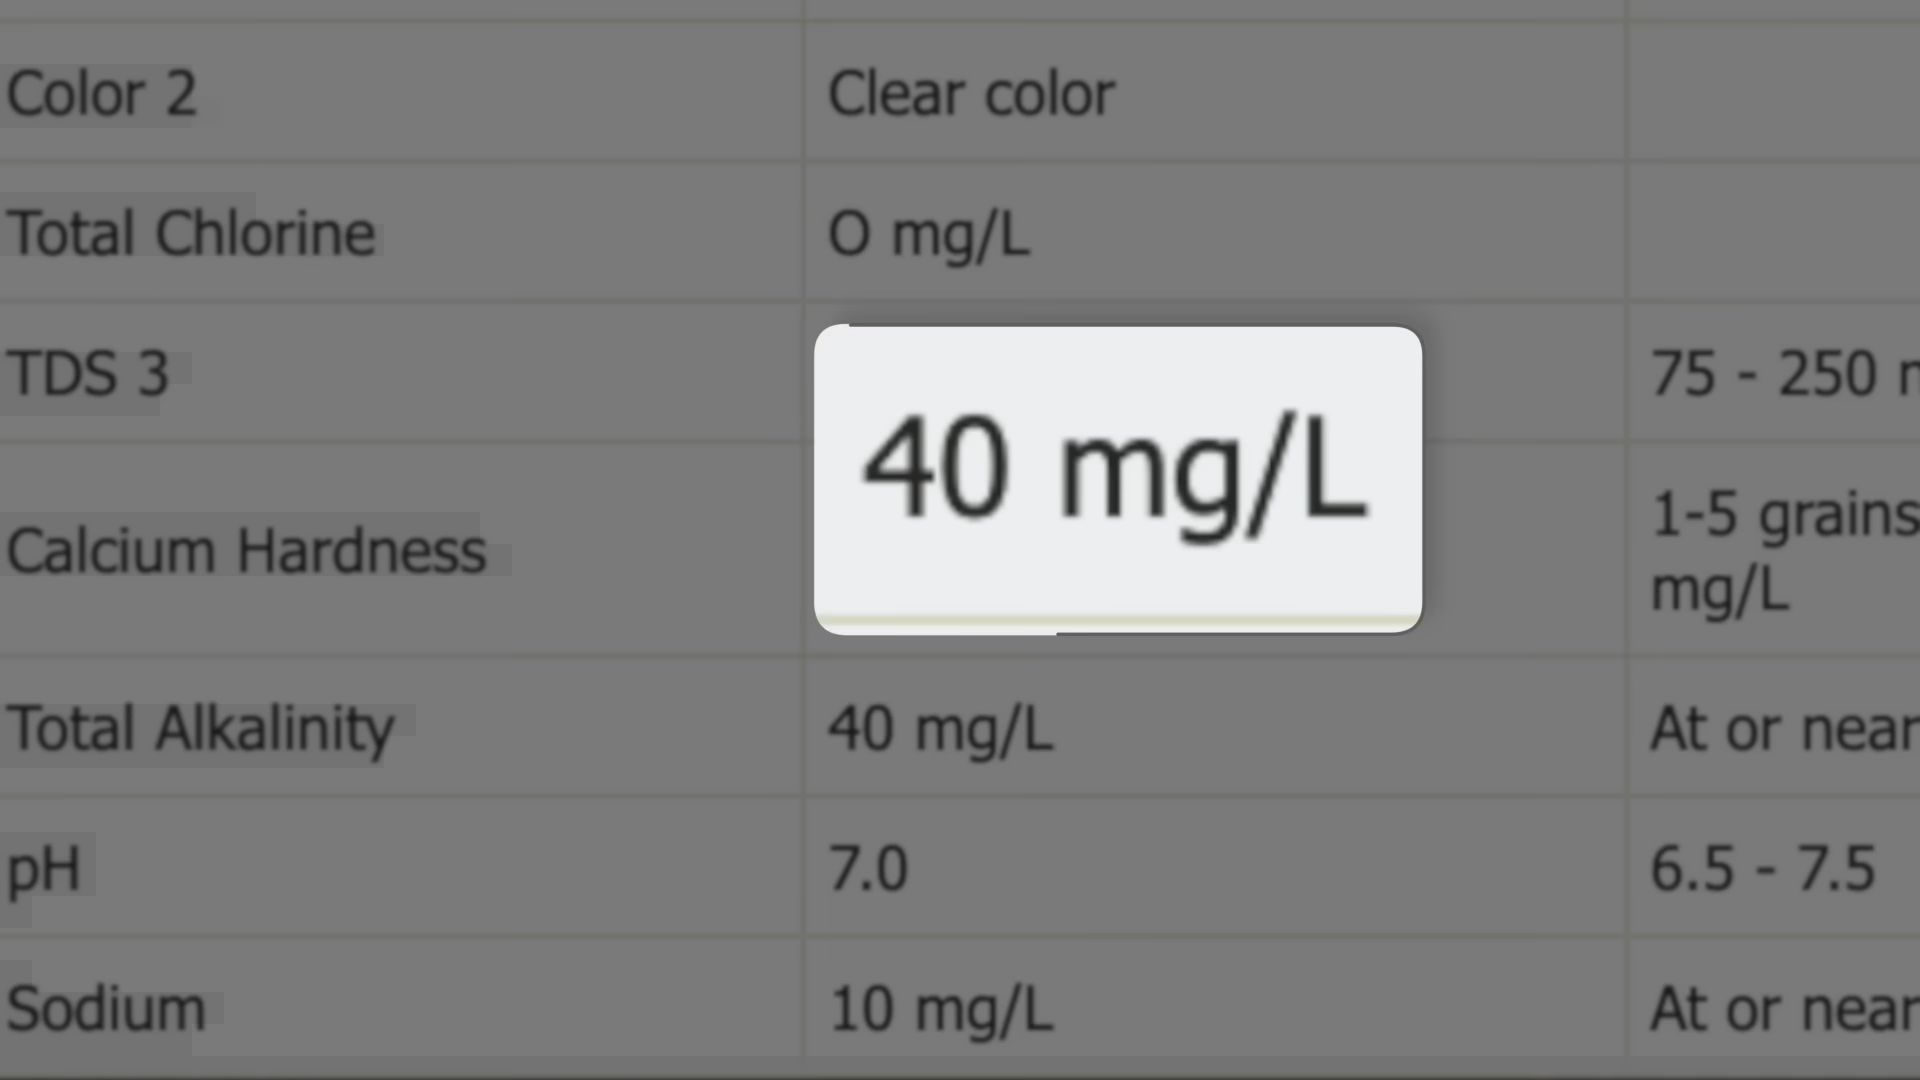 Color 2 Clear color
Total Chlorine O mg/L
TDS 3 75 - 250
40 mg/L
Calcium Hardness 1-5 grains
mg/L
Total Alkalinity 40 mg/L At or near
pH 7.0 6.5 - 7.5
Sodium 10 mg/L At or near